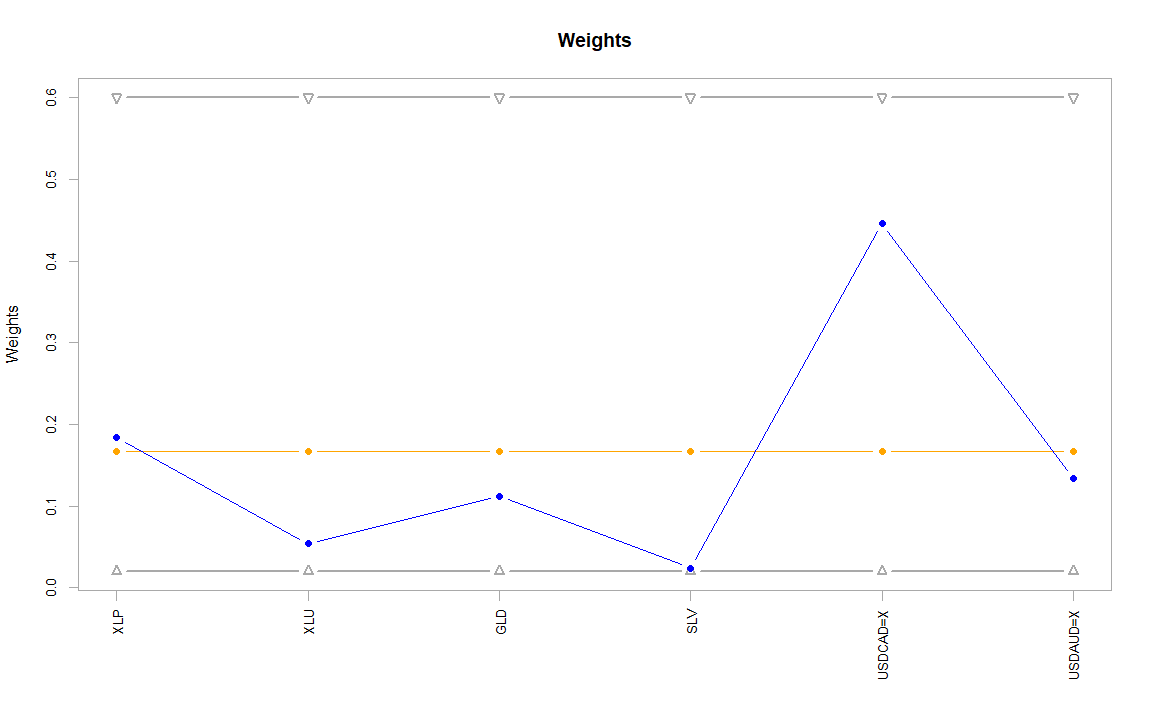 Weights
Weights
0.6
0.5
0.4
0.3
0.2
0.1
0.0
XLP
XLU
GLD
SLV
USDCAD=X
USDAUD=X